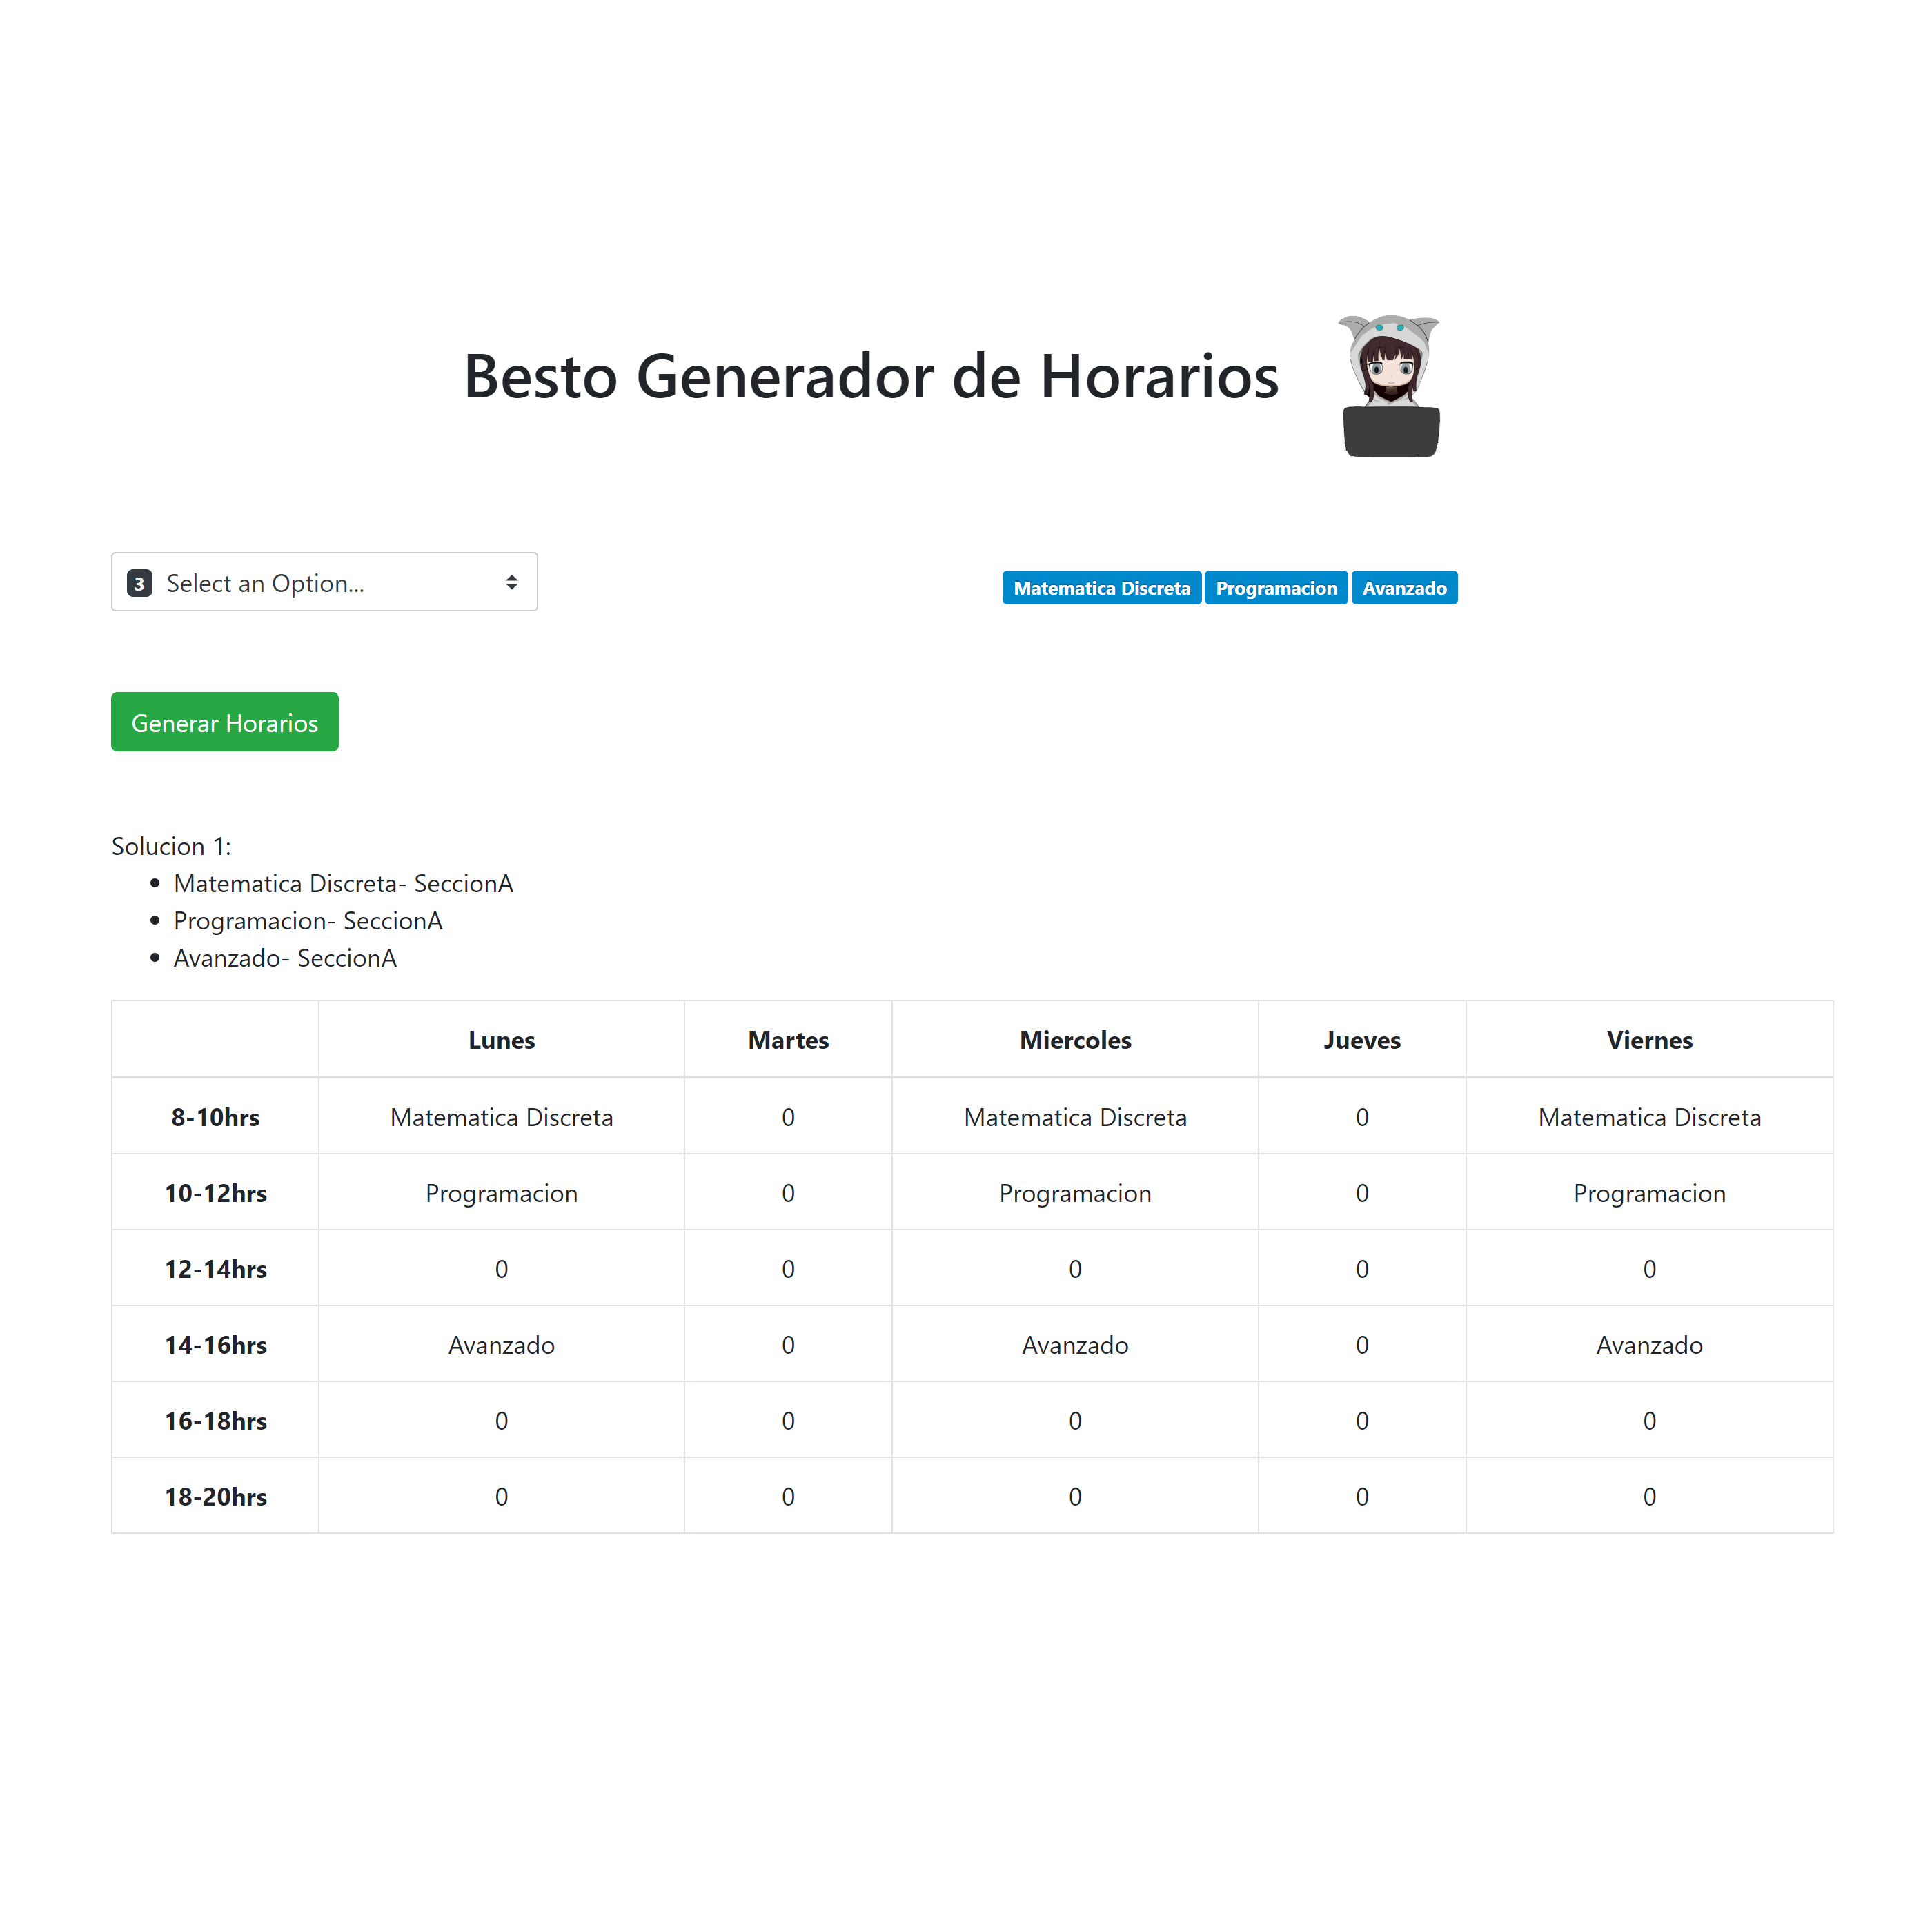 Besto Generador de Horarios
3 Select an Option...
Matematica Discreta Programacion Avanzado
Generar Horarios
Solucion 1:
• Matematica Discreta- SeccionA
• Programacion- SeccionA
• Avanzado- SeccionA
Lunes Martes Miercoles Jueves Viernes
8-10hrs Matematica Discreta 0 Matematica Discreta 0 Matematica Discreta
10-12hrs Programacion 0 Programacion 0 Programacion
12-14hrs 0 0 0 0 0
14-16hrs Avanzado 0 Avanzado 0 Avanzado
16-18hrs 0 0 0 0 0
18-20hrs 0 0 0 0 0